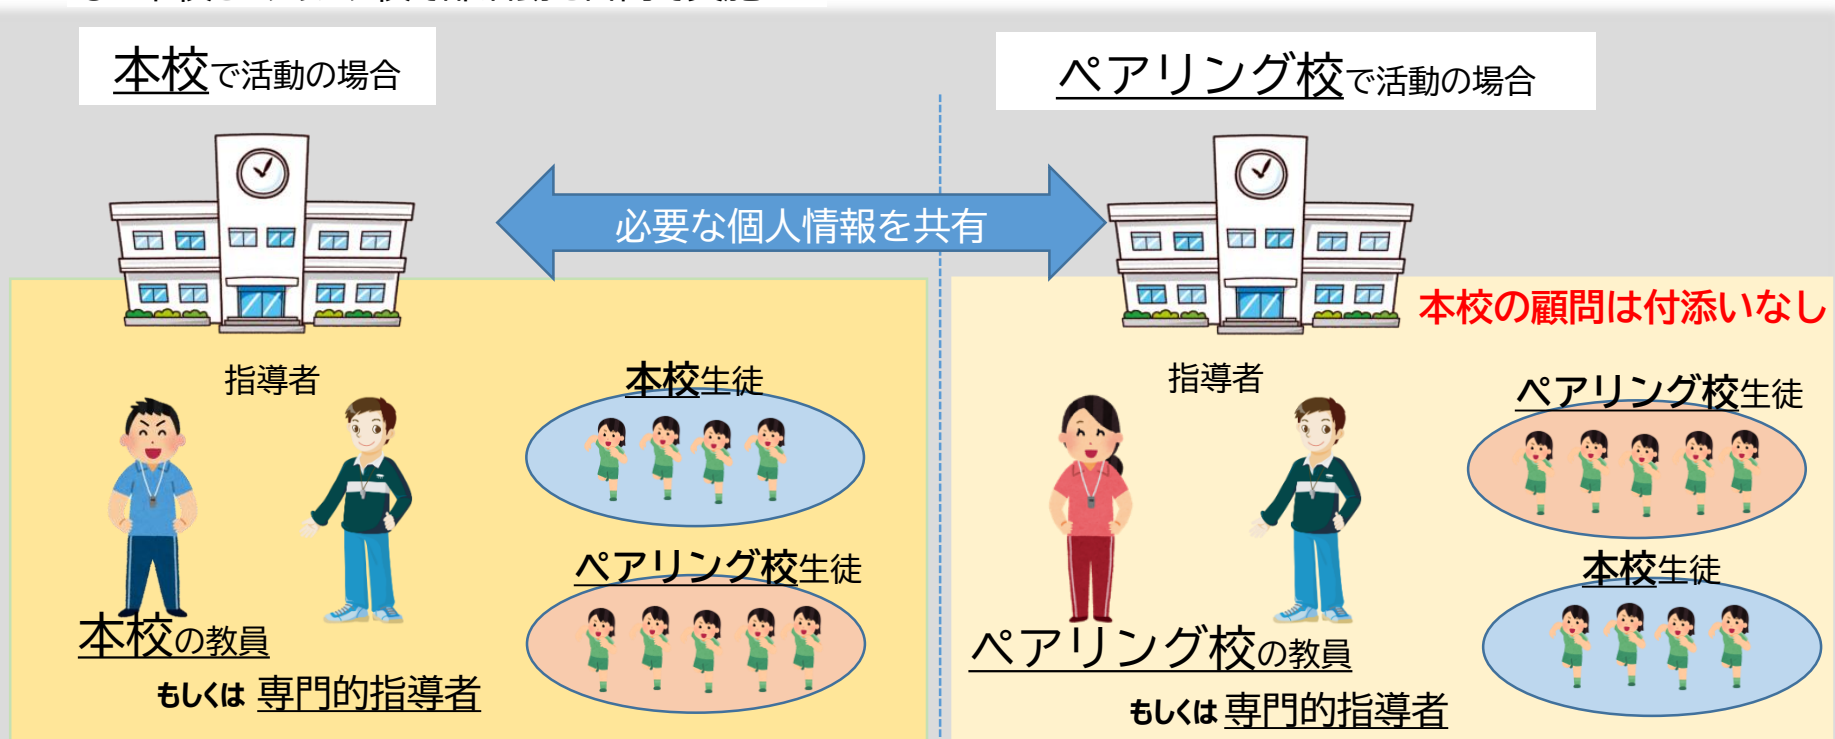 本校で活動の場合
ペアリング校で活動の場合
必要な個人情報を共有
本校の顧問は付添いなし
指導者
本校生徒
ペアリング校生徒
本校の教員
もしくは 専門的指導者
指導者
ペアリング校生徒
本校生徒
ペアリング校の教員
もしくは 専門的指導者